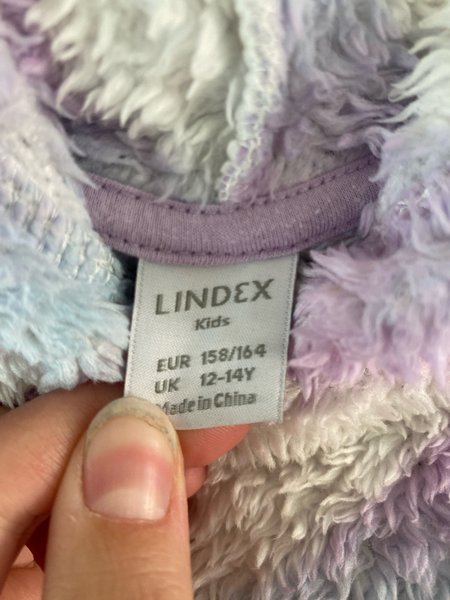 LINDEX
Kids
EUR 158/164
UK 12-14Y
Made in China